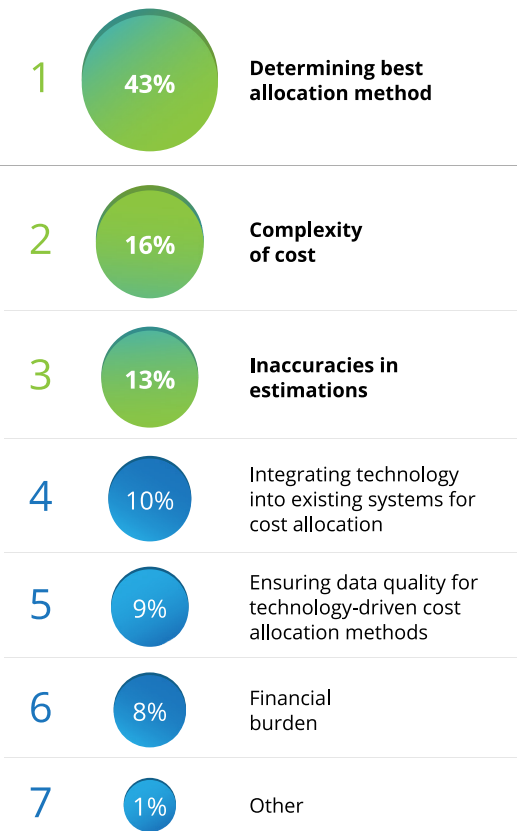 1
43%
Determining best
allocation method
2
16%
Complexity
of cost
3
13%
Inaccuracies in
estimations
4
10%
Integrating technology
into existing systems for
cost allocation
5
9%
Ensuring data quality for
technology-driven cost
allocation methods
6
8%
Financial
burden
7
1%
Other